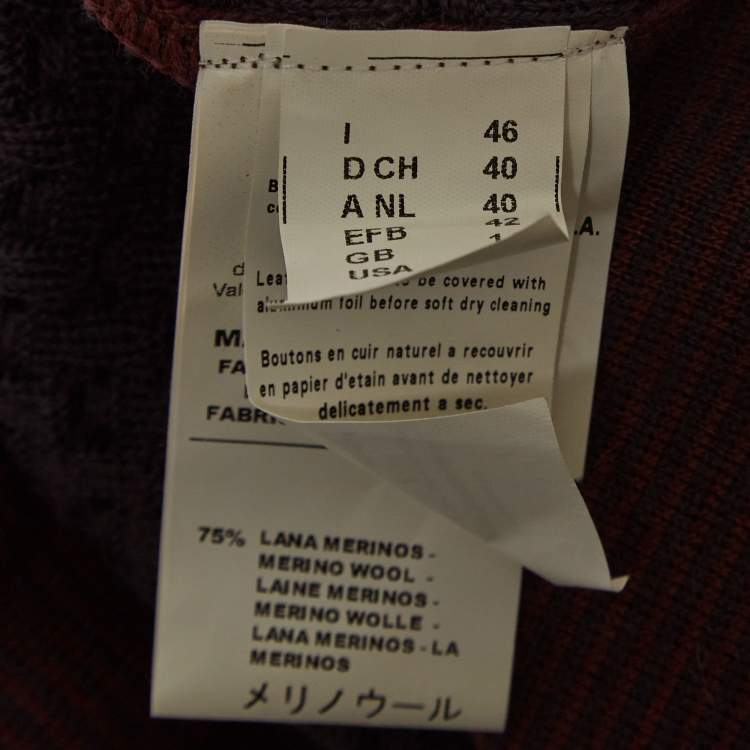 I 46
D CH 40
A NL 40
EFB 42
GB
USA
.A.
be covered with
aluminum foil before soft dry cleaning
Boutons en cuir naturel a recouvrir
en papier d'etain avant de nettoyer
delicatement a sec.
75% LANA MERINOS -
MERINO WOOL -
LAINE MERINOS -
MERINO WOLLE -
LANA MERINOS - LA
MERINOS
メリノウール